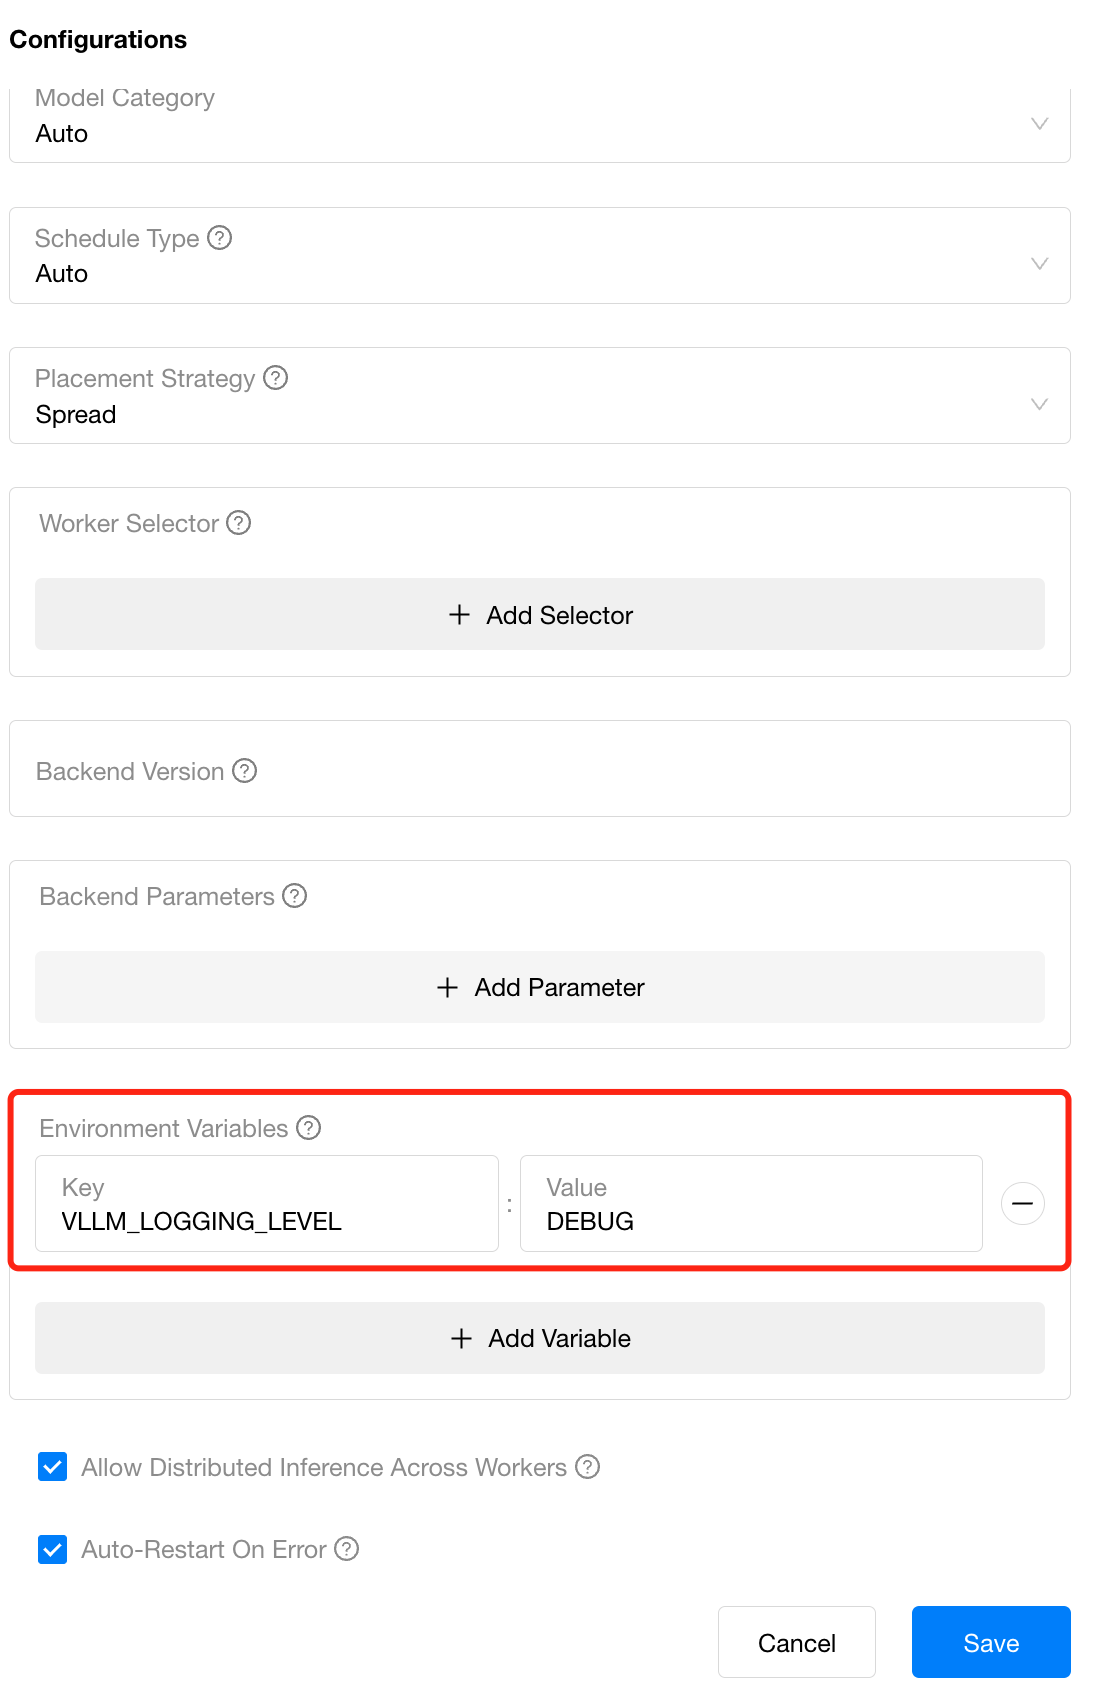 Configurations
Model Category
Auto
Schedule Type
Auto
Placement Strategy
Spread
Worker Selector
+ Add Selector
Backend Version
Backend Parameters
+ Add Parameter
Environment Variables
Key
VLLM_LOGGING_LEVEL
:
Value
DEBUG
+ Add Variable
Allow Distributed Inference Across Workers
Auto-Restart On Error
Cancel
Save